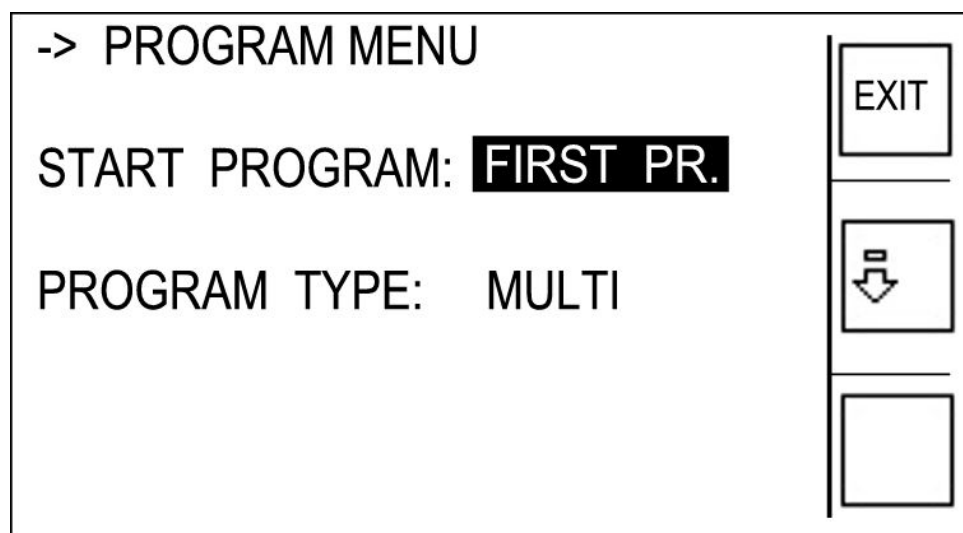 -> PROGRAM MENU
EXIT
START PROGRAM: FIRST PR.
PROGRAM TYPE: MULTI